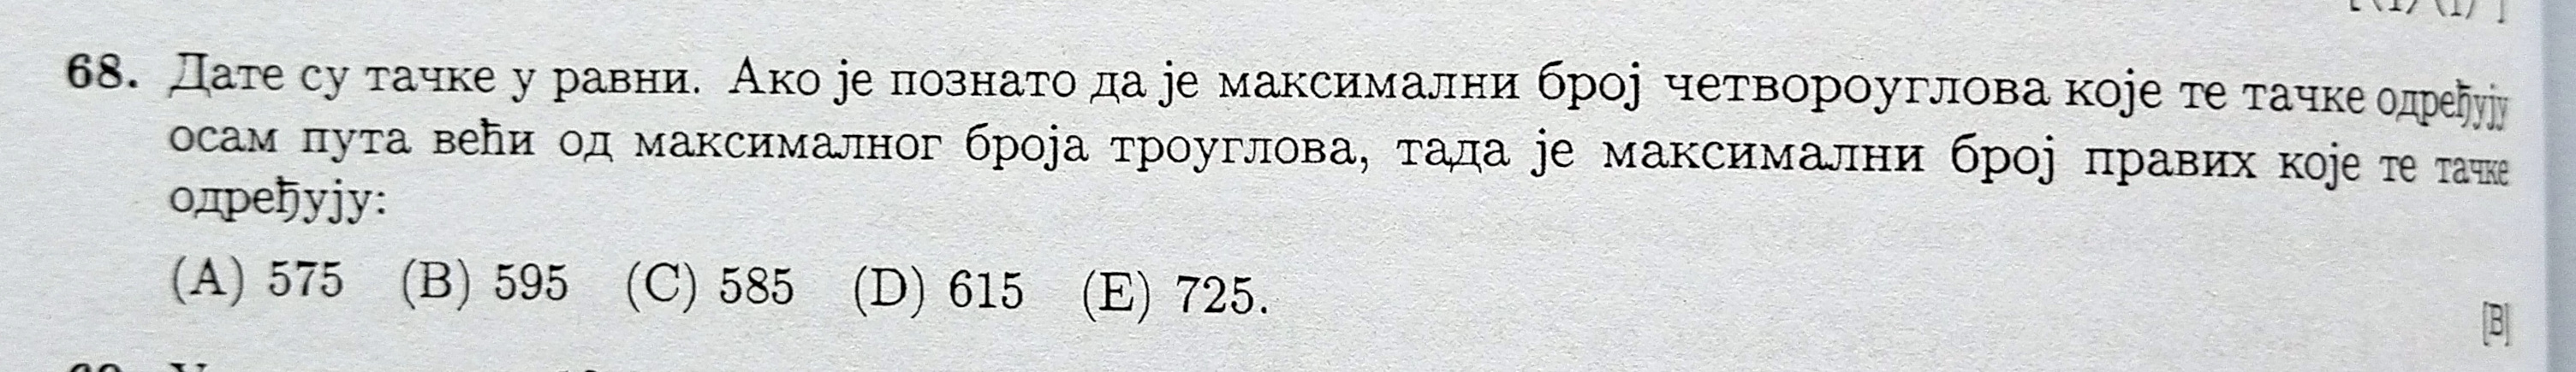 68. Дате су тачке у равни. Ако је познато да је максимални број четвороуглова које те тачке одређују
осам пута већи од максималног броја троуглова, тада је максимални број правих које те тачке
одређују:
(A) 575 (B) 595 (C) 585 (D) 615 (E) 725.
[B]